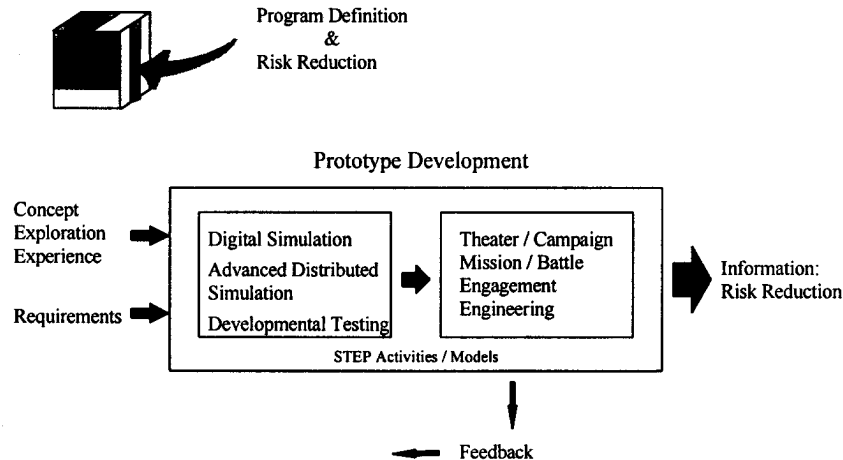 Program Definition
&
Risk Reduction
Prototype Development
Concept
Exploration
Experience
Requirements
Digital Simulation
Advanced Distributed
Simulation
Developmental Testing
Theater / Campaign
Mission / Battle
Engagement
Engineering
STEP Activities / Models
Information:
Risk Reduction
Feedback